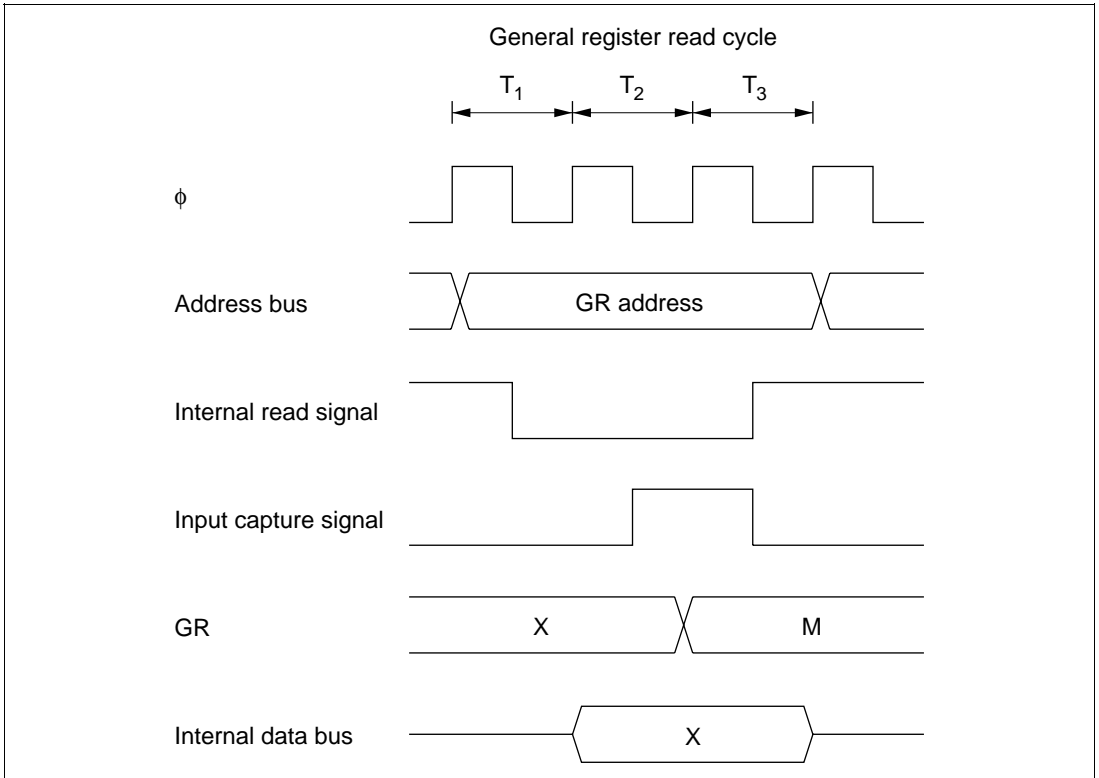 General register read cycle
T1 T2 T3
ϕ
Address bus GR address
Internal read signal
Input capture signal
GR X M
Internal data bus X